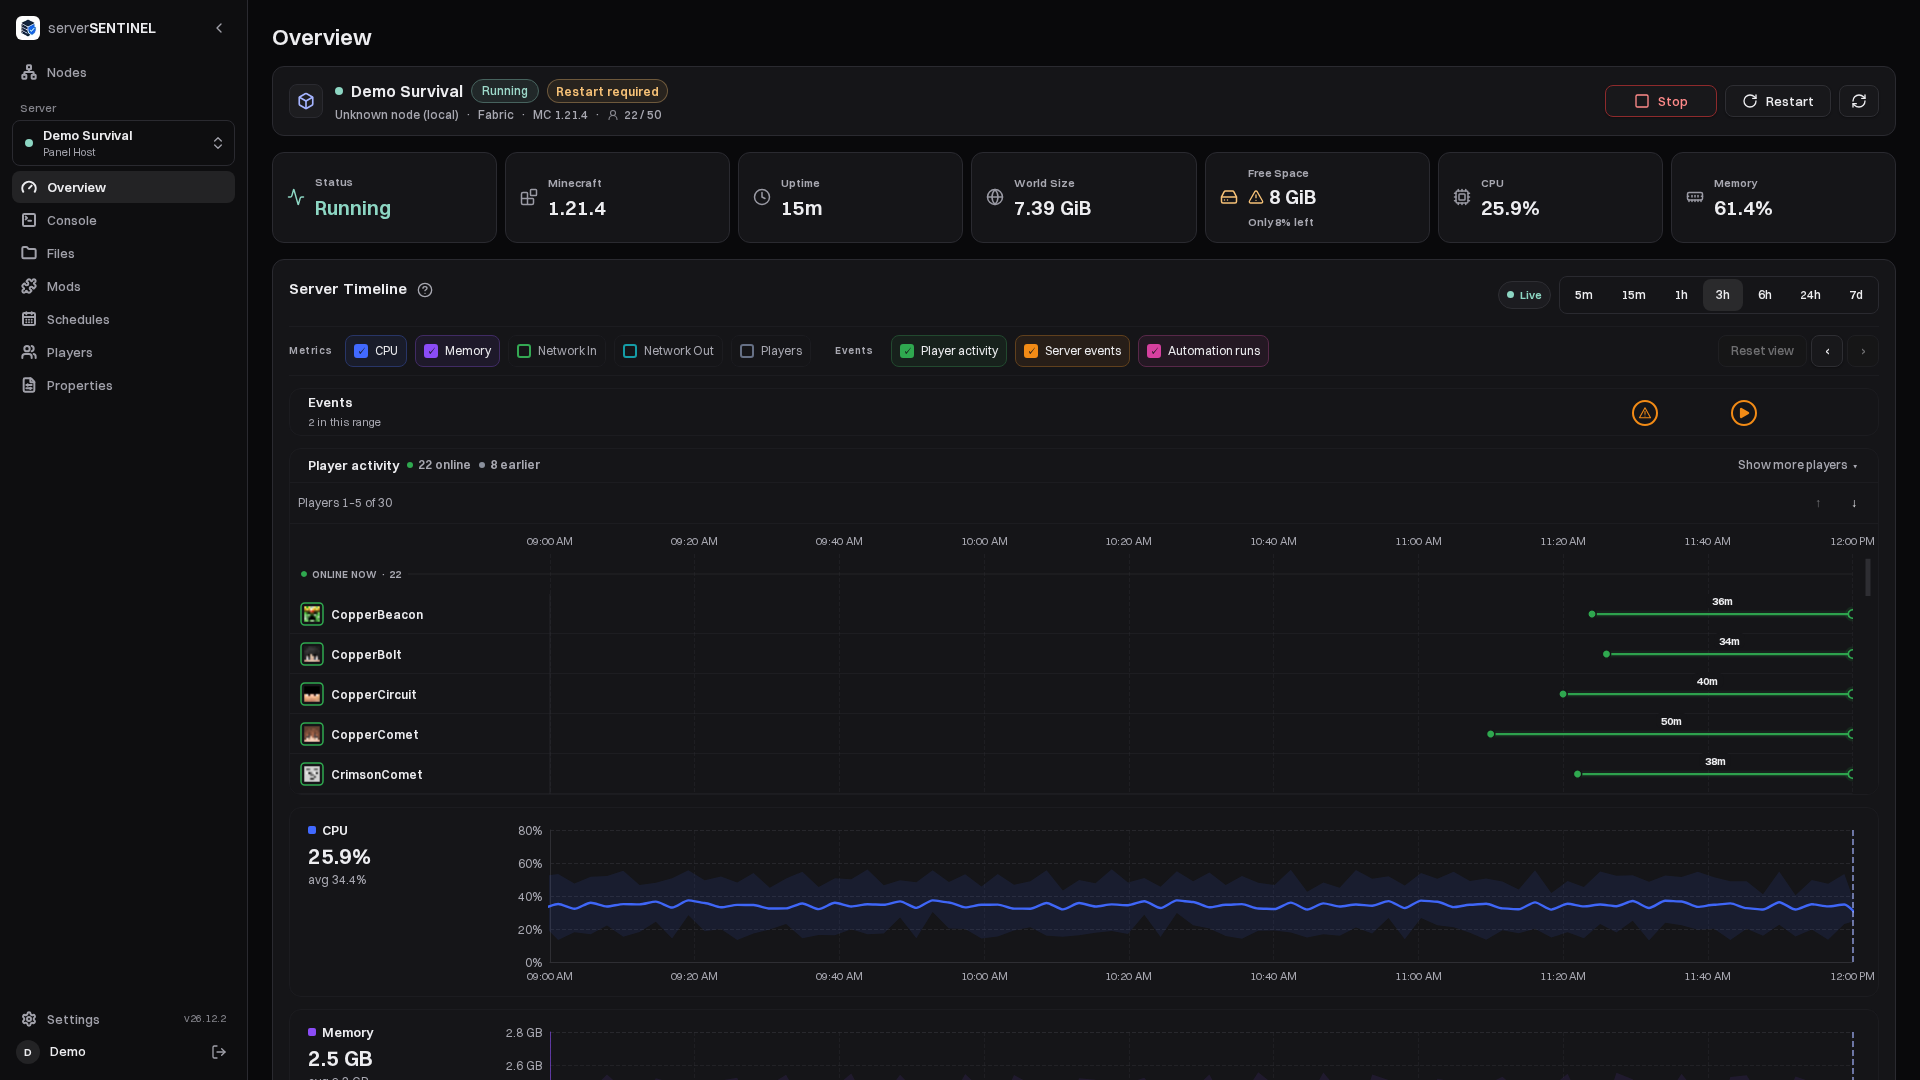 serverSENTINEL
Nodes
Server
Demo Survival
Panel Host
Overview
Console
Files
Mods
Schedules
Players
Properties
Settings
v26.12.2
D
Demo
Overview
Demo Survival
Running
Restart required
Unknown node (local) · Fabric · MC 1.21.4 · 22 / 50
Stop
Restart
Status
Running
Minecraft
1.21.4
Uptime
15m
World Size
7.39 GiB
Free Space
8 GiB
Only 8% left
CPU
25.9%
Memory
61.4%
Server Timeline
Live
5m 15m 1h 3h 6h 24h 7d
Metrics CPU Memory Network In Network Out Players Events Player activity Server events Automation runs
Reset view ‹ ›
Events
2 in this range
Player activity 22 online 8 earlier
Show more players
Players 1–5 of 30
↑ ↓
09:00 AM 09:20 AM 09:40 AM 10:00 AM 10:20 AM 10:40 AM 11:00 AM 11:20 AM 11:40 AM 12:00 PM
ONLINE NOW · 22
CopperBeacon
36m
CopperBolt
34m
CopperCircuit
40m
CopperComet
50m
CrimsonComet
38m
CPU
25.9%
avg 34.4%
80%
60%
40%
20%
0%
09:00 AM 09:20 AM 09:40 AM 10:00 AM 10:20 AM 10:40 AM 11:00 AM 11:20 AM 11:40 AM 12:00 PM
Memory
2.5 GB
2.8 GB
2.6 GB